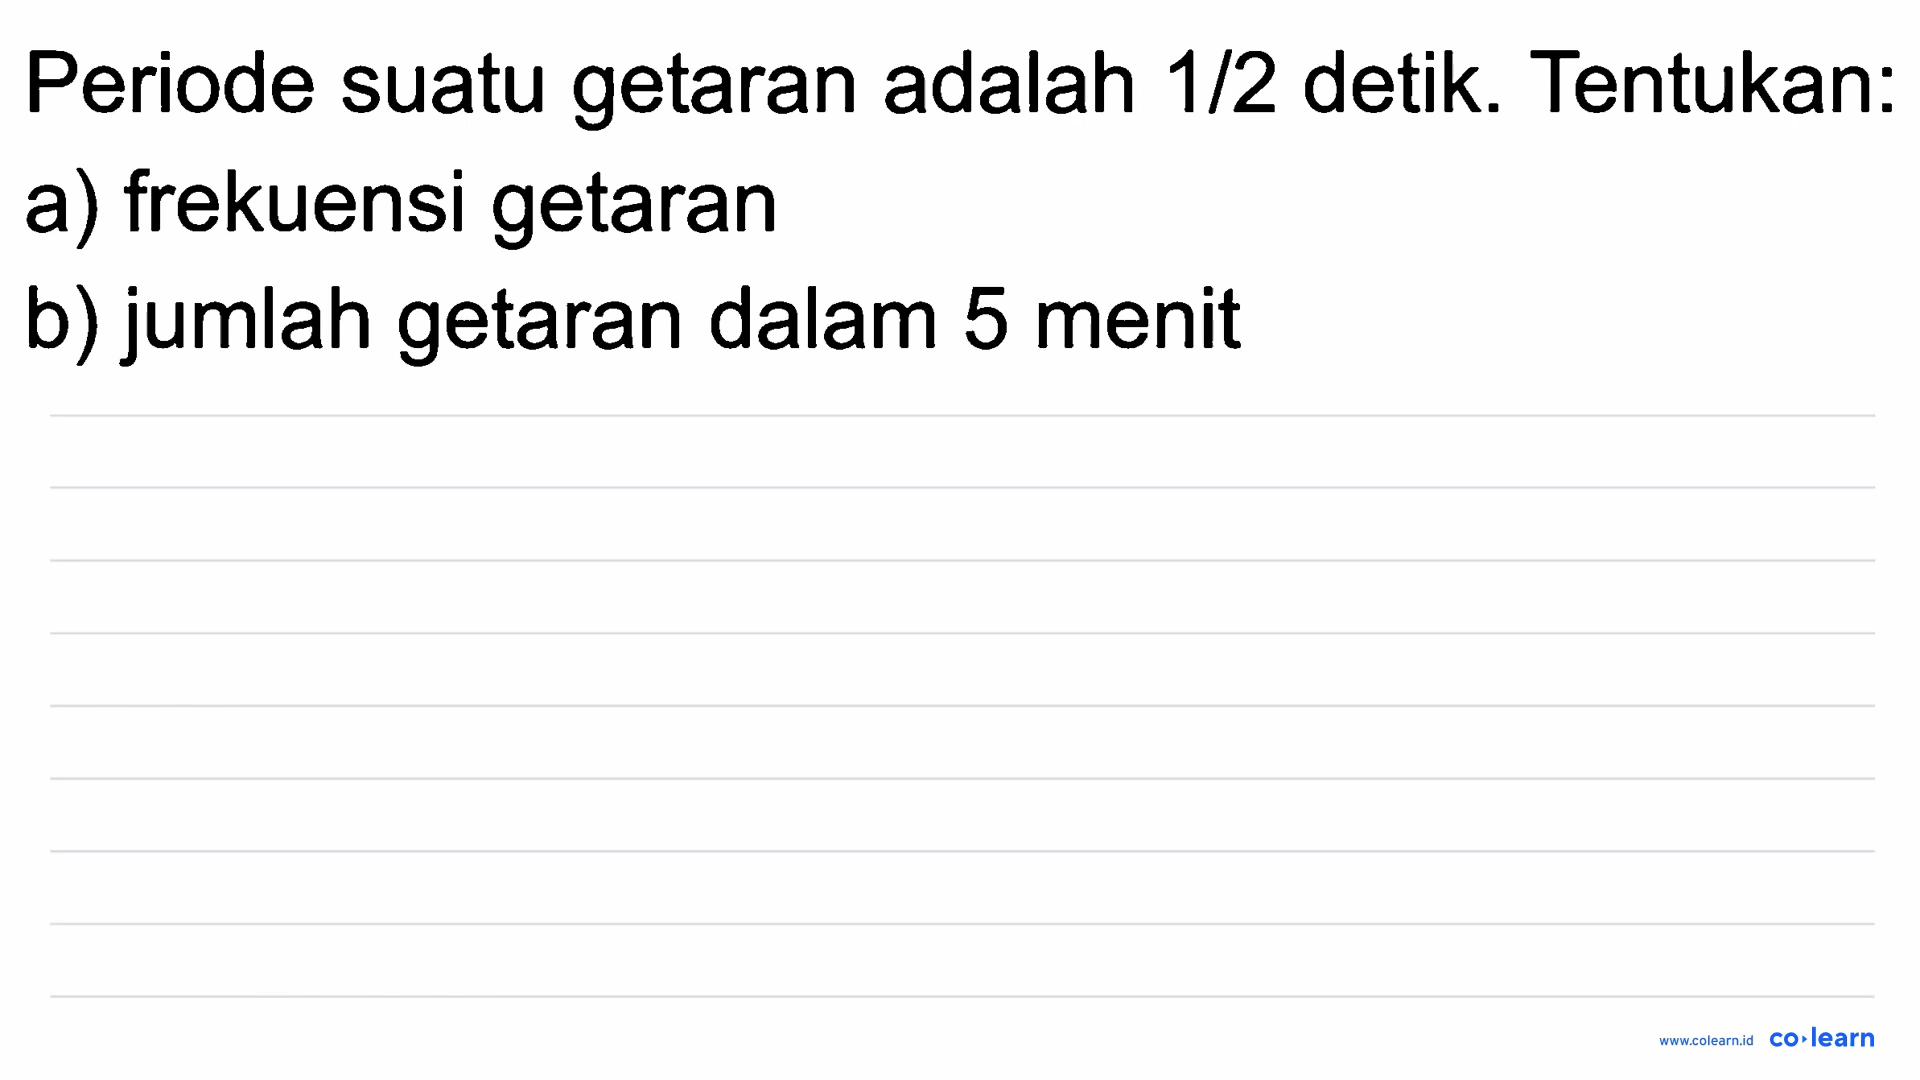 Periode suatu getaran adalah 1/2 detik. Tentukan:
a) frekuensi getaran
b) jumlah getaran dalam 5 menit
www.colearn.id co‣learn